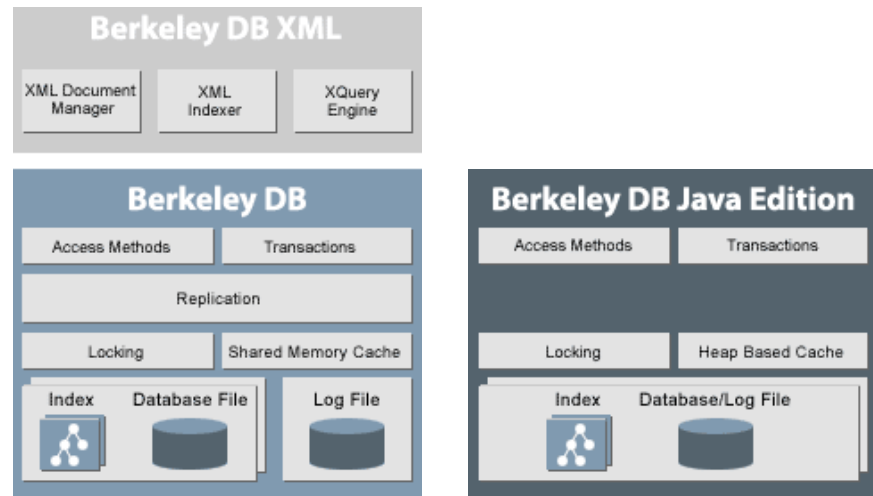 Berkeley DB XML
XML Document
Manager
XML
Indexer
XQuery
Engine
Berkeley DB
Access Methods
Transactions
Replication
Locking
Shared Memory Cache
Index
Database File
Log File
Berkeley DB Java Edition
Access Methods
Transactions
Locking
Heap Based Cache
Index
Database/Log File